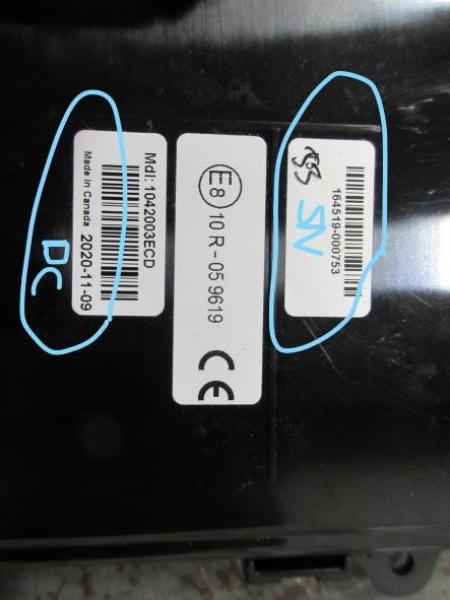 Mdl: 1042003ECD
Made in Canada 2020-11-09
DC
E8
10 R - 05 9619
CE
164519-000753
SN